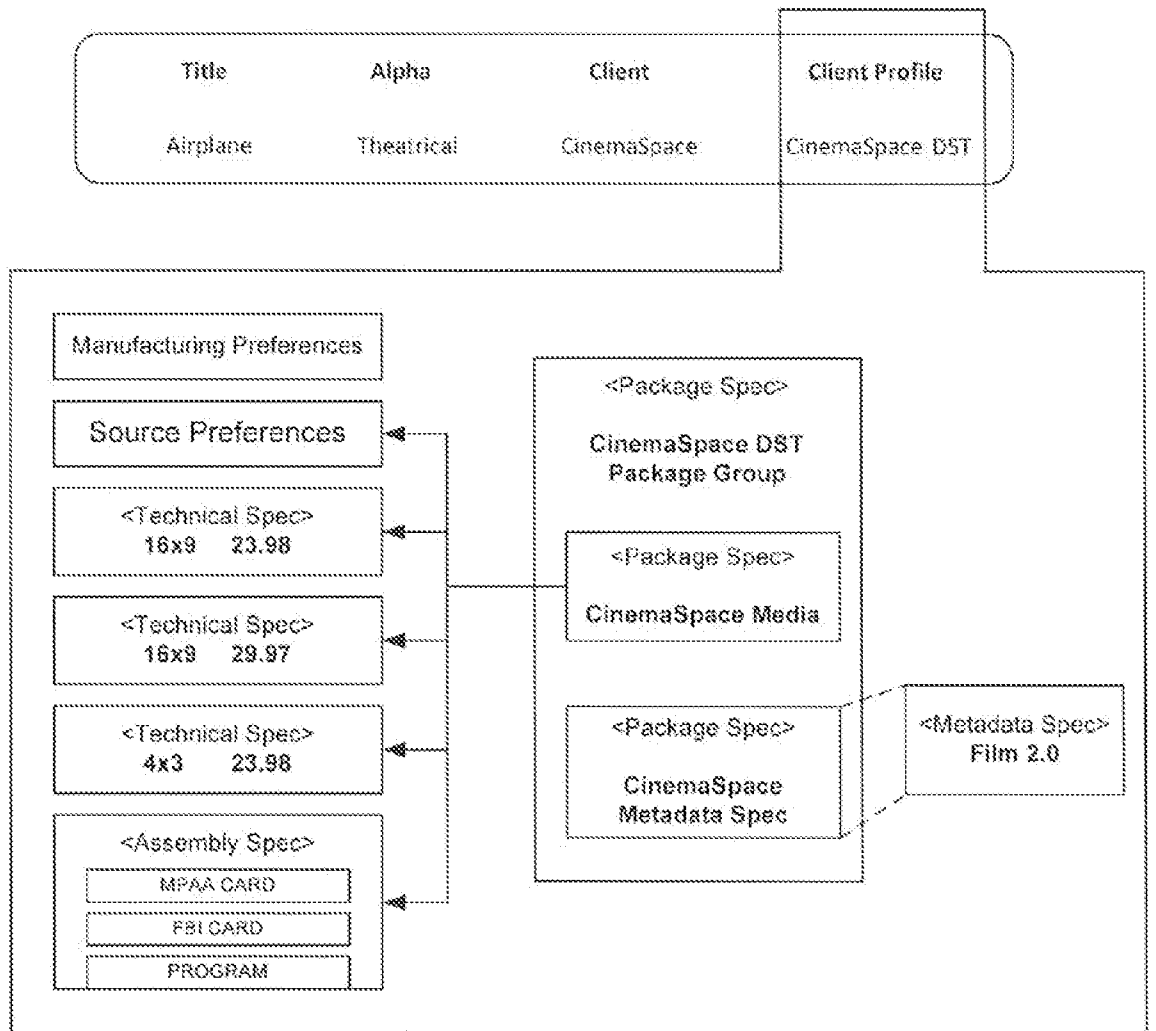 Title Alpha Client Client Profile
Airplane Theatrical CinemaSpace CinemaSpace DST
Manufacturing Preferences
Source Preferences
<Technical Spec>
16x9 23.98
<Technical Spec>
16x9 29.97
<Technical Spec>
4x3 23.98
<Assembly Spec>
MPAA CARD
FBI CARD
PROGRAM
<Package Spec>
CinemaSpace DST
Package Group
<Package Spec>
CinemaSpace Media
<Package Spec>
CinemaSpace
Metadata Spec
<Metadata Spec>
Film 2.0